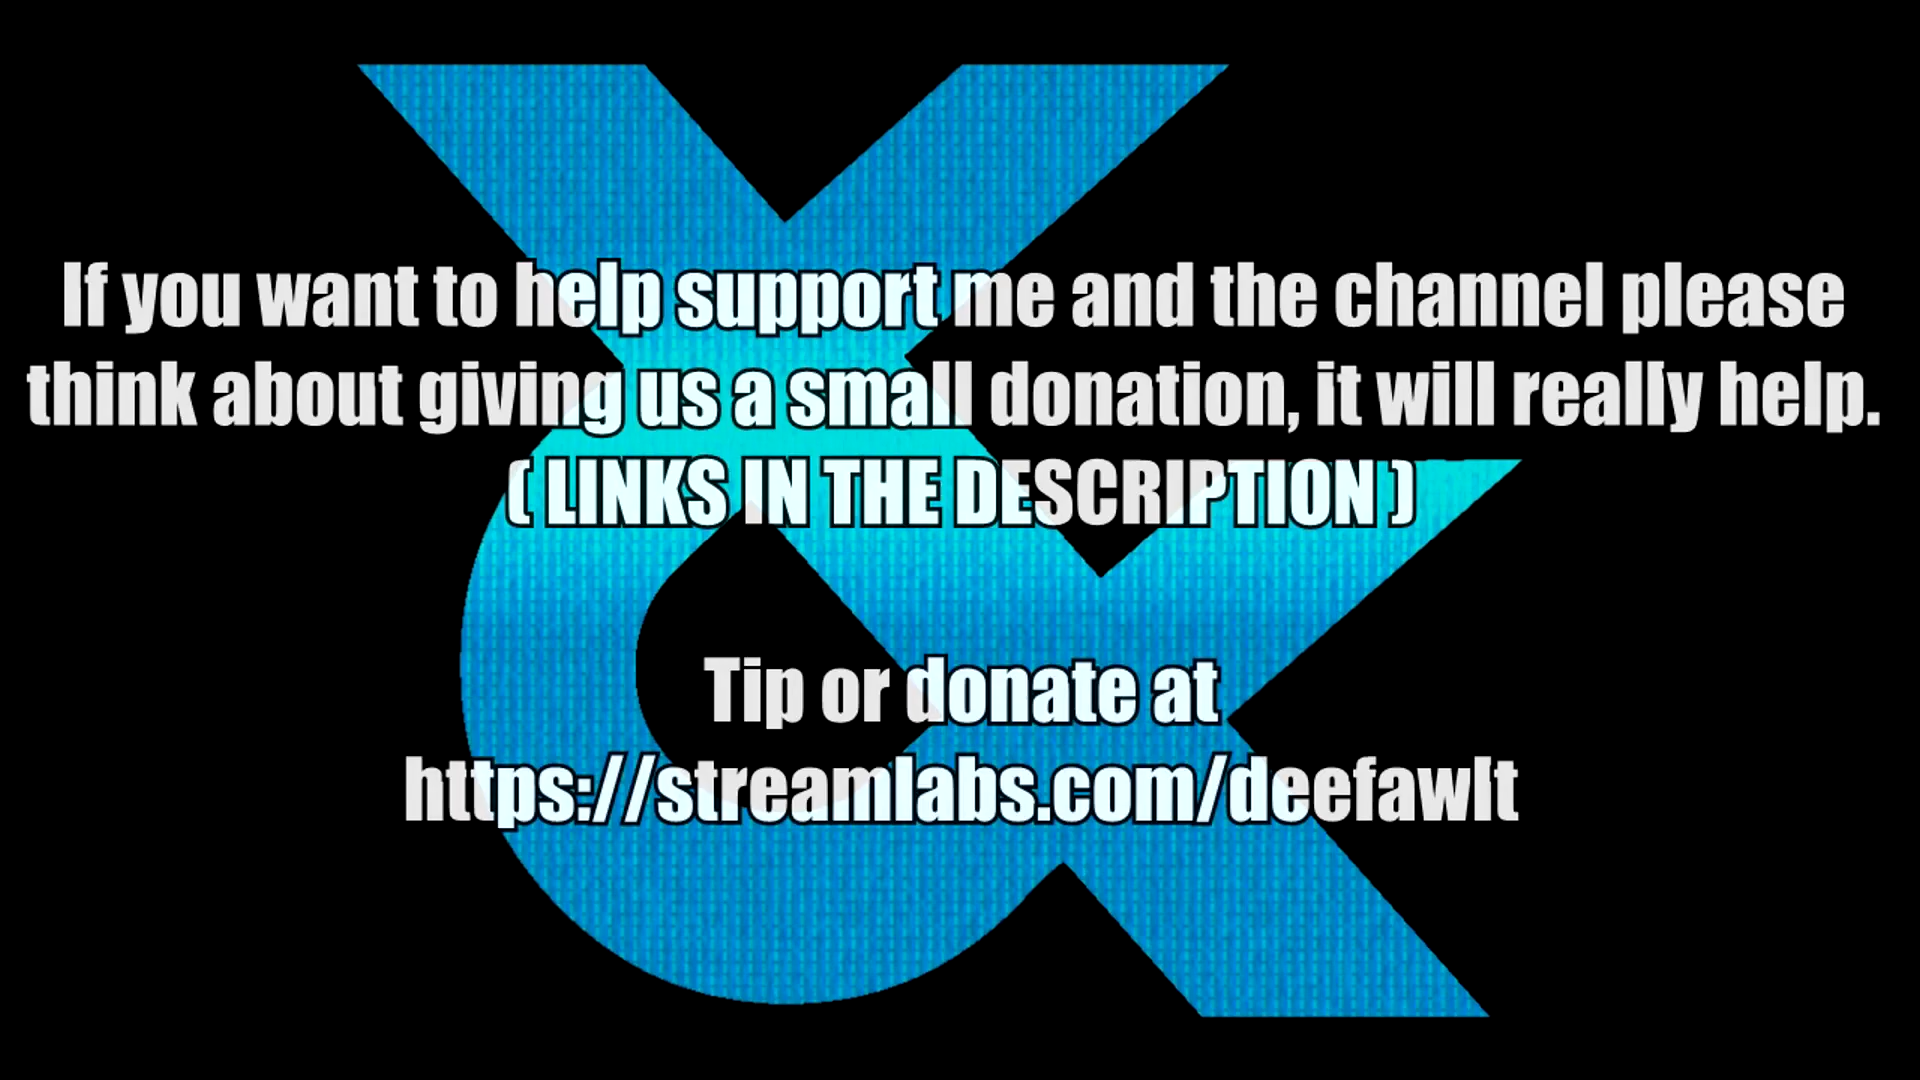 If you want to help support me and the channel please
think about giving us a small donation, it will really help.
( LINKS IN THE DESCRIPTION )
Tip or donate at
https://streamlabs.com/deefawlt